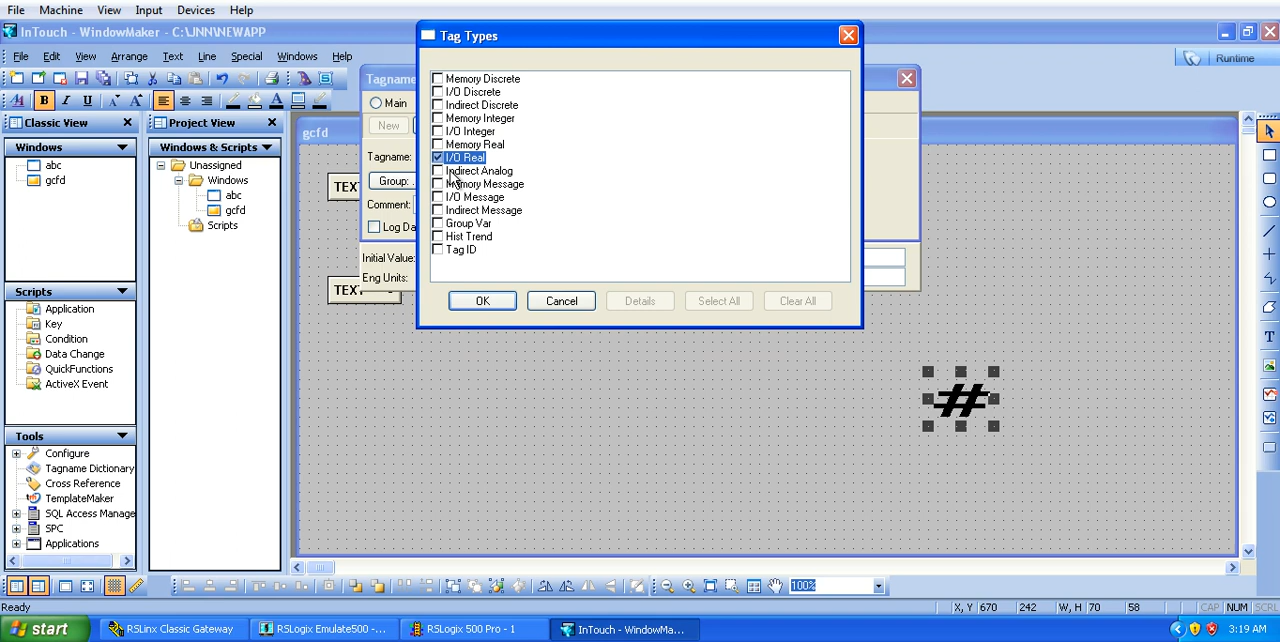 File Machine View Input Devices Help
InTouch - WindowMaker - C:\JNN\NEWAPP
File Edit View Arrange Text Line Special Windows Help
Runtime
Tag Types
Memory Discrete
I/O Discrete
Indirect Discrete
Memory Integer
I/O Integer
Memory Real
I/O Real
Indirect Analog
Memory Message
I/O Message
Indirect Message
Group Var
Hist Trend
Tag ID
OK Cancel Details Select All Clear All
Tagname
Main
New
Tagname:
Group: .
Comment:
Log Da
Initial Value:
Eng Units:
B I U A A
Classic View
Windows
abc
gcfd
Scripts
Application
Key
Condition
Data Change
QuickFunctions
ActiveX Event
Tools
Configure
Tagname Dictionary
Cross Reference
TemplateMaker
SQL Access Manage
SPC
Applications
Project View
Windows & Scripts
Unassigned
Windows
abc
gcfd
Scripts
gcfd
TEXT
TEXT
#
T
100%
Ready
X, Y 670 242 W, H 70 58 CAP NUM SCRL
start RSLinx Classic Gateway RSLogix Emulate500 -... RSLogix 500 Pro - 1 InTouch - WindowMa... 3:19 AM